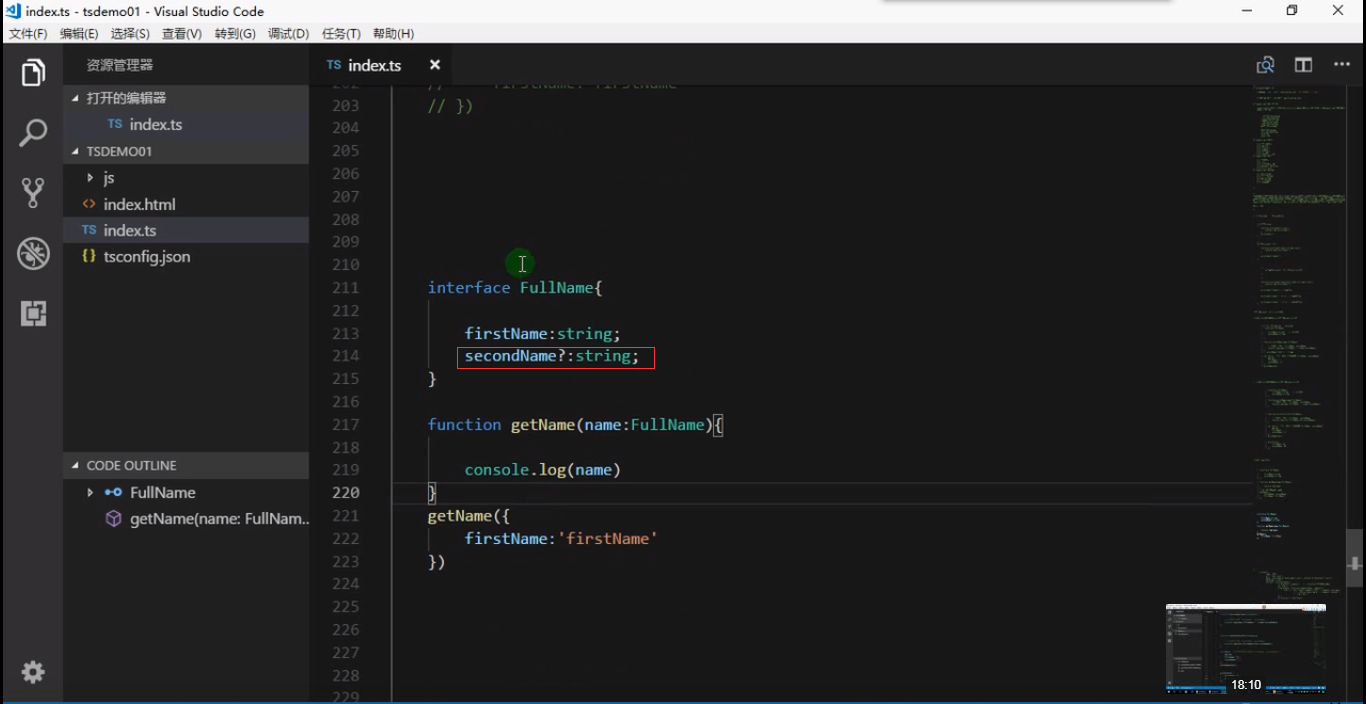 index.ts - tsdemo01 - Visual Studio Code
文件(F) 编辑(E) 选择(S) 查看(V) 转到(G) 调试(D) 任务(T) 帮助(H)
资源管理器
打开的编辑器
TS index.ts
TSDEMO01
js
<> index.html
TS index.ts
{} tsconfig.json
CODE OUTLINE
FullName
getName(name: FullNam...
TS index.ts
203 // })
204
205
206
207
208
209
210
211 interface FullName{
212
213 firstName:string;
214 secondName?:string;
215 }
216
217 function getName(name:FullName){
218
219 console.log(name)
220 }
221 getName({
222 firstName:'firstName'
223 })
224
225
226
227
228
229
18:10